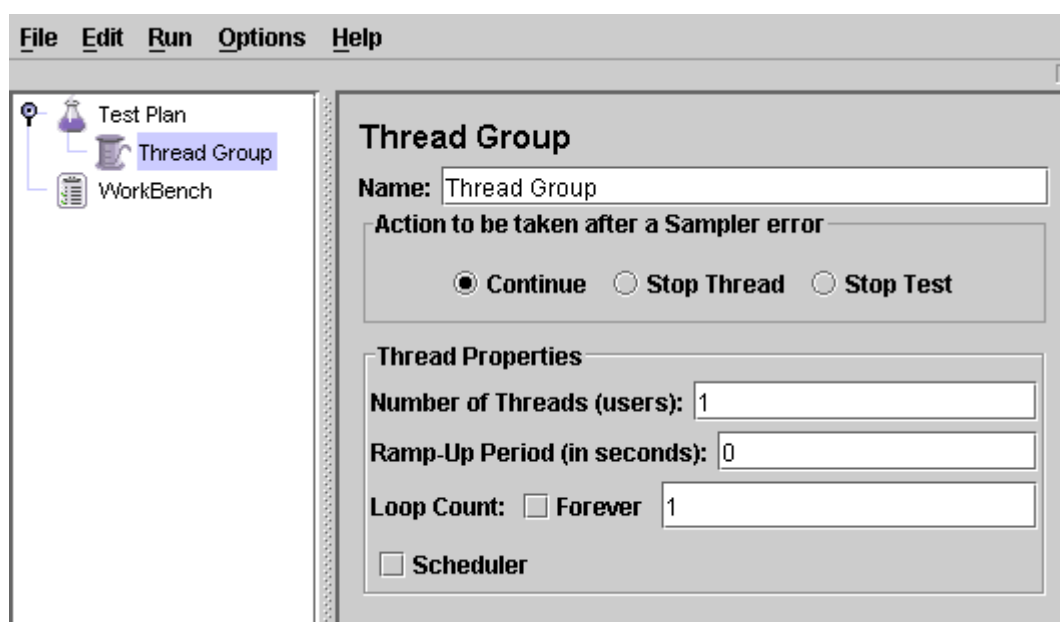 File Edit Run Options Help
Test Plan
Thread Group
WorkBench
Thread Group
Name: Thread Group
Action to be taken after a Sampler error
Continue Stop Thread Stop Test
Thread Properties
Number of Threads (users): 1
Ramp-Up Period (in seconds): 0
Loop Count: Forever 1
Scheduler